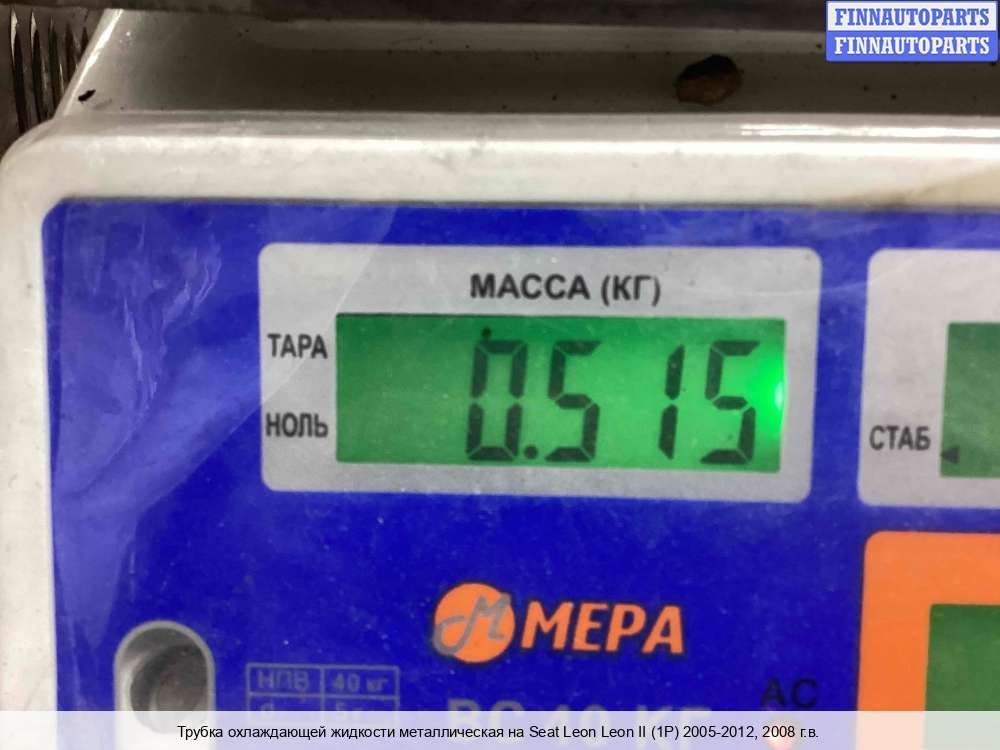 FINNAUTOPARTS
FINNAUTOPARTS
МАССА (КГ)
ТАРА
0.515
НОЛЬ
СТАБ
МЕРА
НПВ 40 кг
d 5 г
АС
Трубка охлаждающей жидкости металлическая на Seat Leon Leon II (1P) 2005-2012, 2008 г.в.